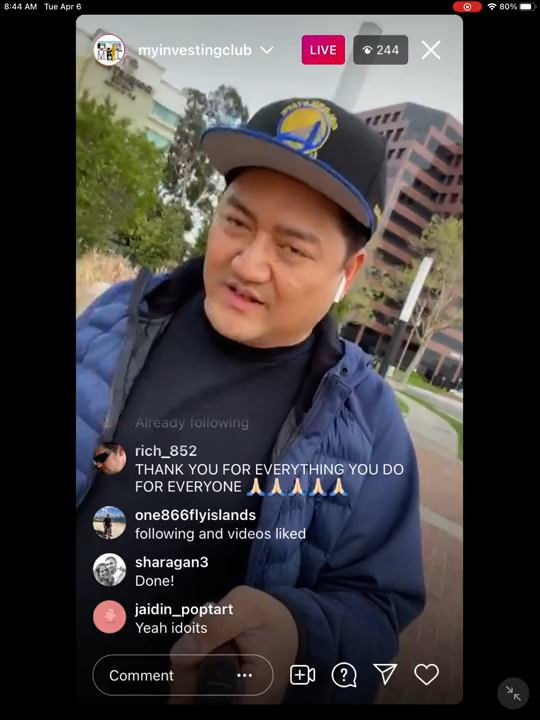 8:44 AM Tue Apr 6
80%
myinvestingclub
LIVE
244
Already following
rich_852
THANK YOU FOR EVERYTHING YOU DO
FOR EVERYONE 🙏🏻🙏🏻🙏🏻🙏🏻🙏🏻
one866flyislands
following and videos liked
sharagan3
Done!
jaidin_poptart
Yeah idoits
Comment